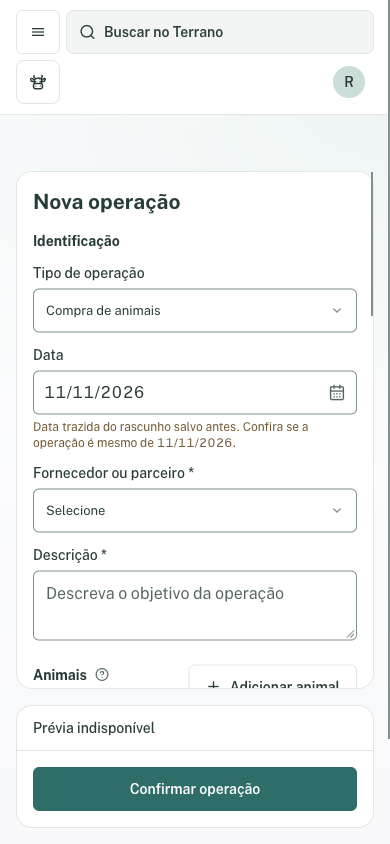 Buscar no Terrano
R
Nova operação
Identificação
Tipo de operação
Compra de animais
Data
11/11/2026
Data trazida do rascunho salvo antes. Confira se a
operação é mesmo de 11/11/2026.
Fornecedor ou parceiro *
Selecione
Descrição *
Descreva o objetivo da operação
Animais
Adicionar animal
Prévia indisponível
Confirmar operação